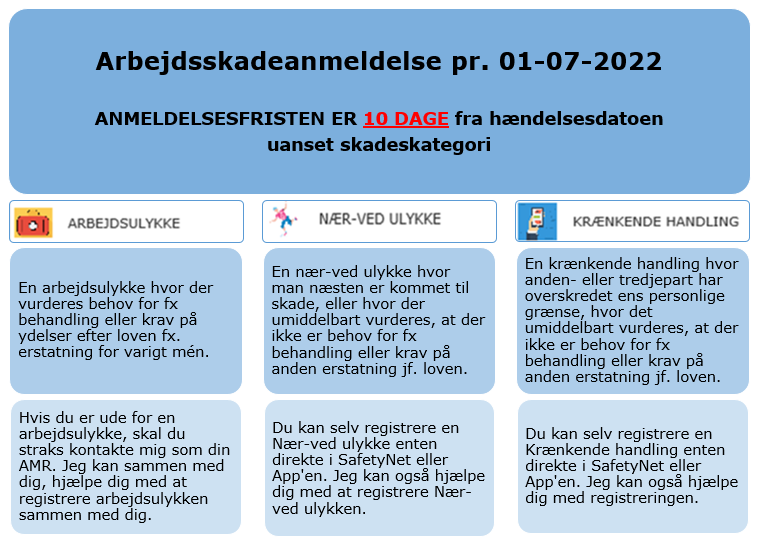 Arbejdsskadeanmeldelse pr. 01-07-2022
ANMELDELSESFRISTEN ER 10 DAGE fra hændelsesdatoen
uanset skadeskategori
ARBEJDSULYKKE
En arbejdsulykke hvor der
vurderes behov for fx
behandling eller krav på
ydelser efter loven fx.
erstatning for varigt mén.
Hvis du er ude for en
arbejdsulykke, skal du
straks kontakte mig som din
AMR. Jeg kan sammen med
dig, hjælpe dig med at
registrere arbejdsulykken
sammen med dig.
NÆR-VED ULYKKE
En nær-ved ulykke hvor
man næsten er kommet til
skade, eller hvor der
umiddelbart vurderes, at der
ikke er behov for fx
behandling eller krav på
anden erstatning jf. loven.
Du kan selv registrere en
Nær-ved ulykke enten
direkte i SafetyNet eller
App'en. Jeg kan også hjælpe
dig med at registrere Nær-
ved ulykken.
KRÆNKENDE HANDLING
En krænkende handling hvor
anden- eller tredjepart har
overskredet ens personlige
grænse, hvor det
umiddelbart vurderes, at der
ikke er behov for fx
behandling eller krav på
anden erstatning jf. loven.
Du kan selv registrere en
Krænkende handling enten
direkte i SafetyNet eller
App'en. Jeg kan også hjælpe
dig med registreringen.